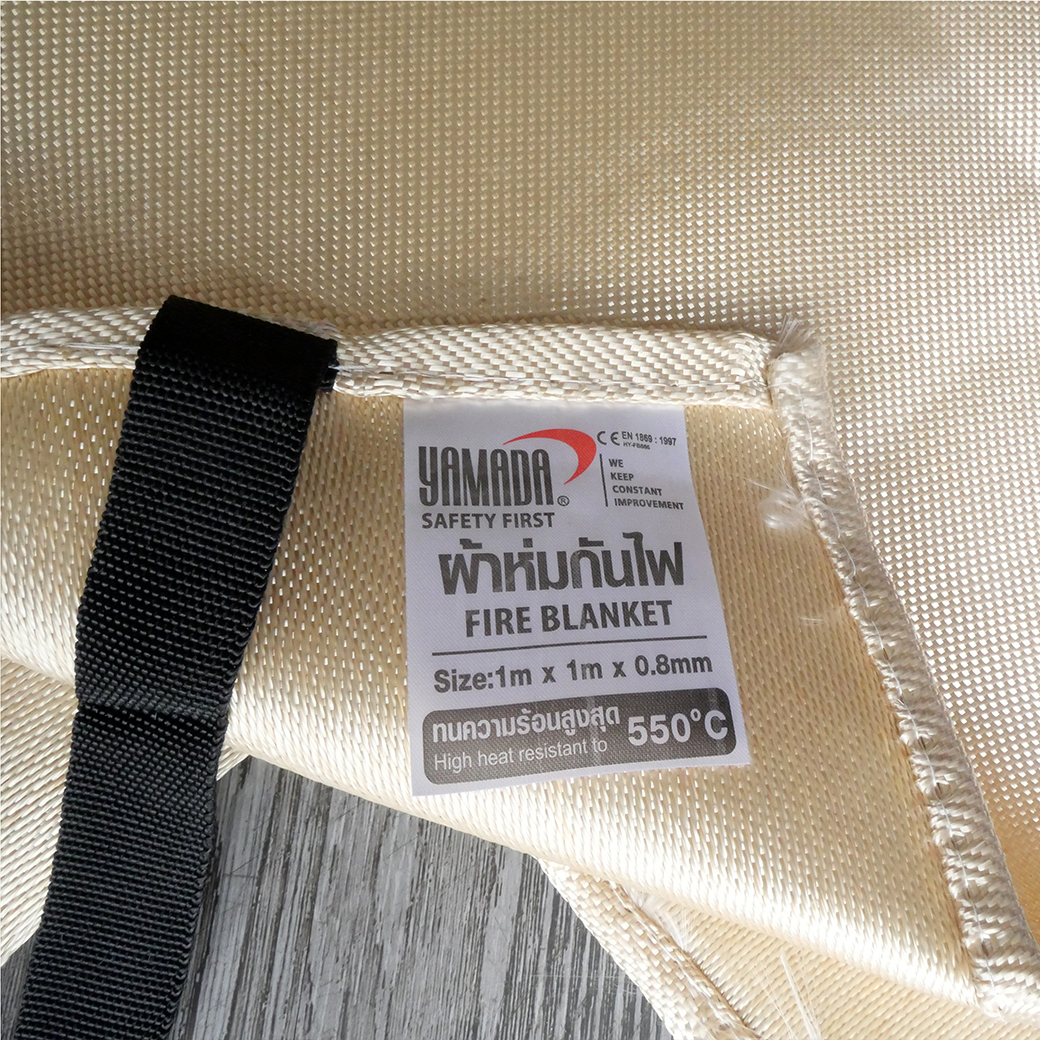 YAMADA®
SAFETY FIRST
CE EN 1869 : 1997
HY-FB886
WE
KEEP
CONSTANT
IMPROVEMENT
ผ้าห่มกันไฟ
FIRE BLANKET
Size:1m x 1m x 0.8mm
ทนความร้อนสูงสุด
High heat resistant to
550°C